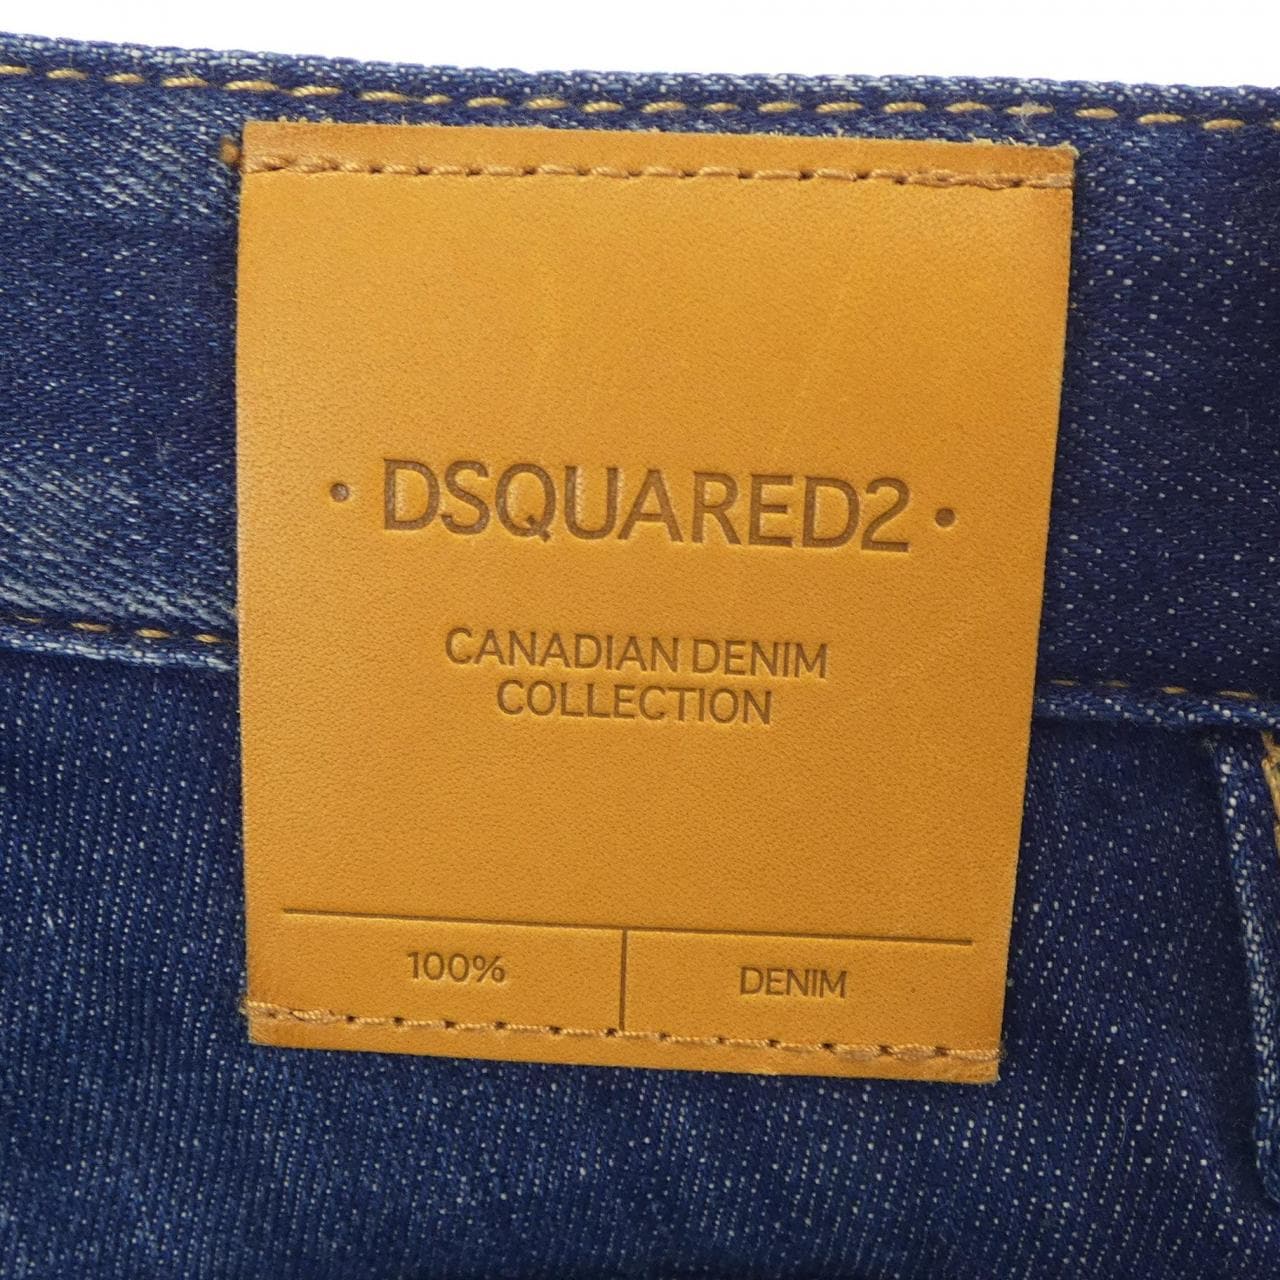 · DSQUARED2 ·
CANADIAN DENIM
COLLECTION
100% DENIM